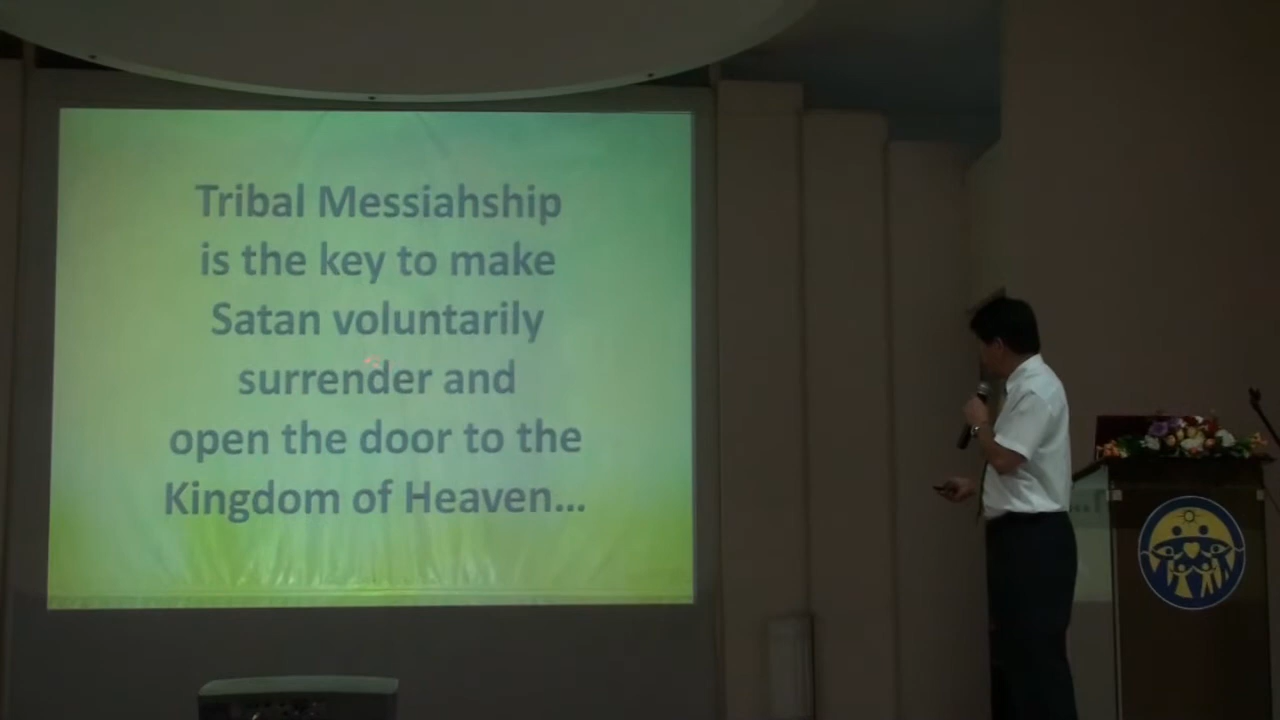 Tribal Messiahship
is the key to make
Satan voluntarily
surrender and
open the door to the
Kingdom of Heaven...